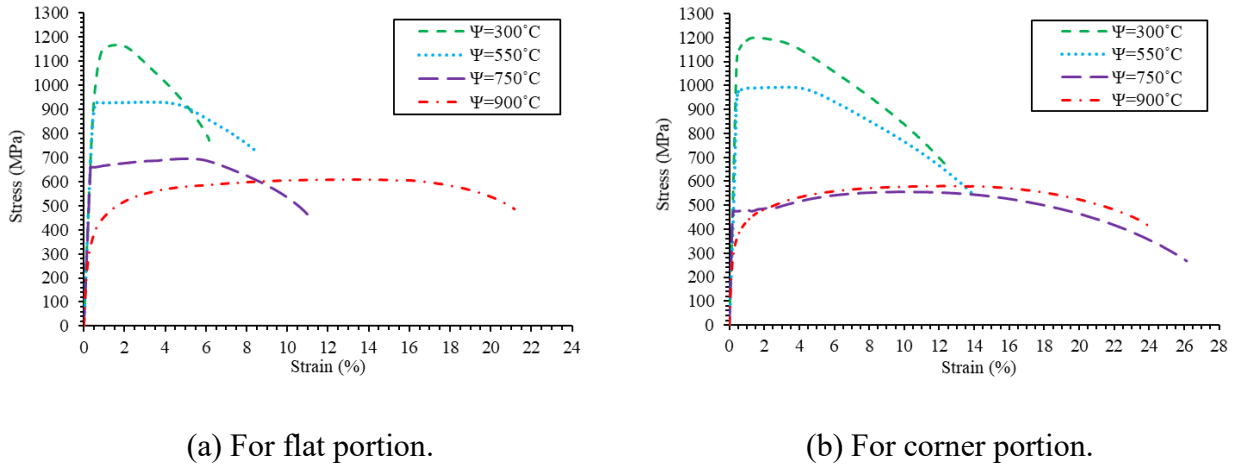 1300
1200
1100
1000
900
800
700
600
500
400
300
200
100
0
Stress (MPa)
0 2 4 6 8 10 12 14 16 18 20 22 24
Strain (%)
Ψ=300˚C
Ψ=550˚C
Ψ=750˚C
Ψ=900˚C
1300
1200
1100
1000
900
800
700
600
500
400
300
200
100
0
Stress (MPa)
0 2 4 6 8 10 12 14 16 18 20 22 24 26 28
Strain (%)
Ψ=300˚C
Ψ=550˚C
Ψ=750˚C
Ψ=900˚C
(a) For flat portion.
(b) For corner portion.